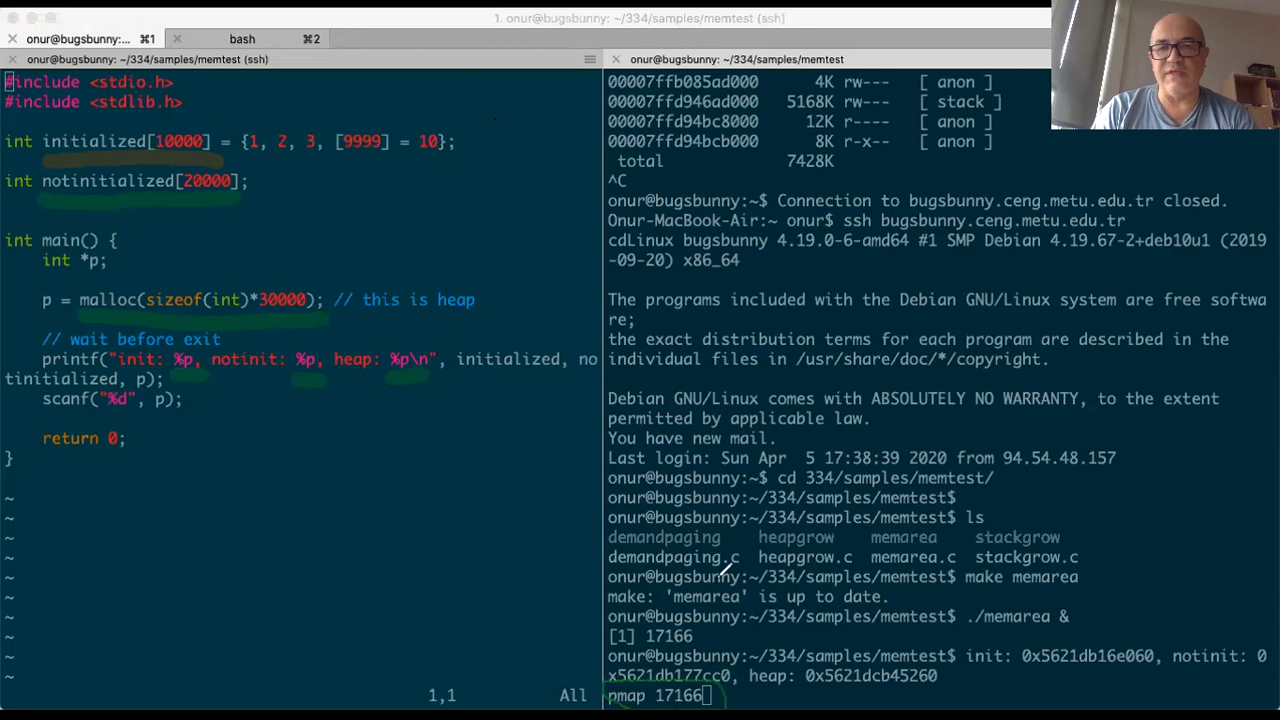 1. onur@bugsbunny: ~/334/samples/memtest (ssh)
onur@bugsbunny:... ⌘1
bash ⌘2
onur@bugsbunny: ~/334/samples/memtest (ssh)
#include <stdio.h>
#include <stdlib.h>
int initialized[10000] = {1, 2, 3, [9999] = 10};
int notinitialized[20000];
int main() {
int *p;
p = malloc(sizeof(int)*30000); // this is heap
// wait before exit
printf("init: %p, notinit: %p, heap: %p\n", initialized, no
tinitialized, p);
scanf("%d", p);
return 0;
}
~
~
~
~
~
~
~
~
~
~
1,1 All
onur@bugsbunny: ~/334/samples/memtest
00007ffb085ad000 4K rw--- [ anon ]
00007ffd946ad000 5168K rw--- [ stack ]
00007ffd94bc8000 12K r---- [ anon ]
00007ffd94bcb000 8K r-x-- [ anon ]
total 7428K
^C
onur@bugsbunny:~$ Connection to bugsbunny.ceng.metu.edu.tr closed.
Onur-MacBook-Air:~ onur$ ssh bugsbunny.ceng.metu.edu.tr
cdLinux bugsbunny 4.19.0-6-amd64 #1 SMP Debian 4.19.67-2+deb10u1 (2019
-09-20) x86_64
The programs included with the Debian GNU/Linux system are free softwa
re;
the exact distribution terms for each program are described in the
individual files in /usr/share/doc/*/copyright.
Debian GNU/Linux comes with ABSOLUTELY NO WARRANTY, to the extent
permitted by applicable law.
You have new mail.
Last login: Sun Apr  5 17:38:39 2020 from 94.54.48.157
onur@bugsbunny:~$ cd 334/samples/memtest/
onur@bugsbunny:~/334/samples/memtest$
onur@bugsbunny:~/334/samples/memtest$ ls
demandpaging heapgrow memarea stackgrow
demandpaging.c heapgrow.c memarea.c stackgrow.c
onur@bugsbunny:~/334/samples/memtest$ make memarea
make: 'memarea' is up to date.
onur@bugsbunny:~/334/samples/memtest$ ./memarea &
[1] 17166
onur@bugsbunny:~/334/samples/memtest$ init: 0x5621db16e060, notinit: 0
x5621db177cc0, heap: 0x5621dcb45260
pmap 17166